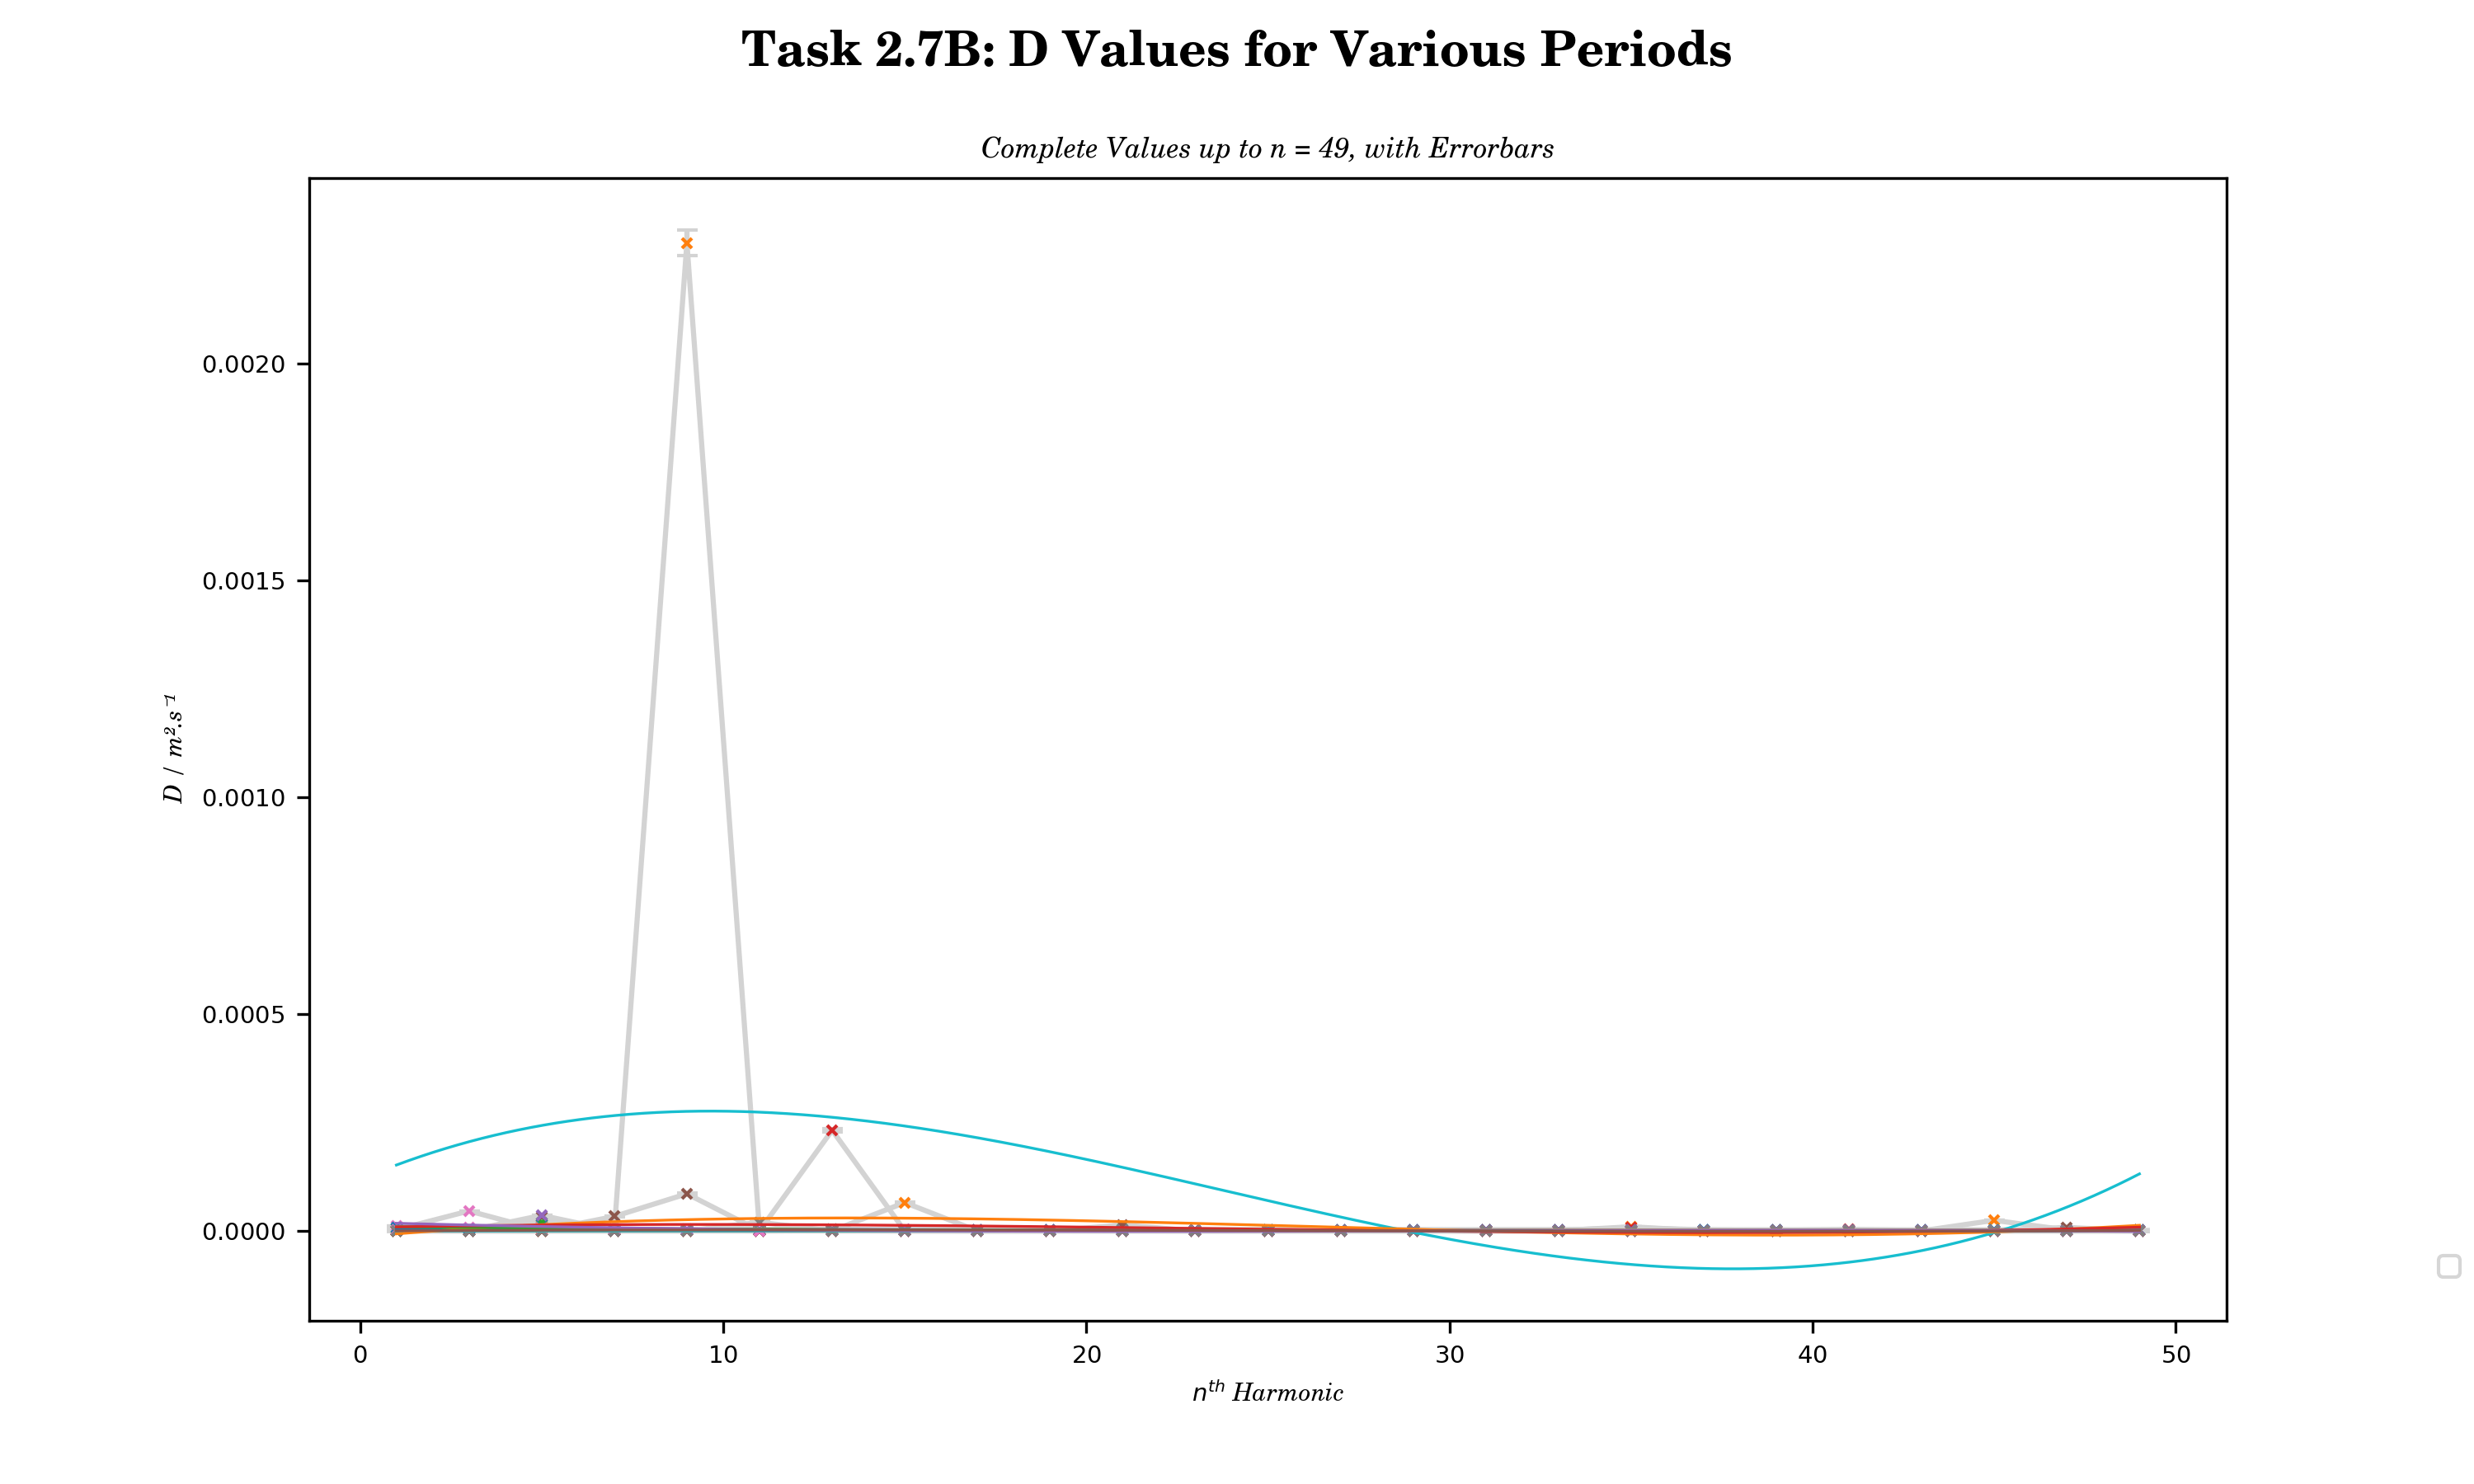 Task 2.7B: D Values for Various Periods
Complete Values up to n = 49, with Errorbars
D / m².s⁻¹
0.0020
0.0015
0.0010
0.0005
0.0000
0 10 20 30 40 50
nᵗʰ Harmonic